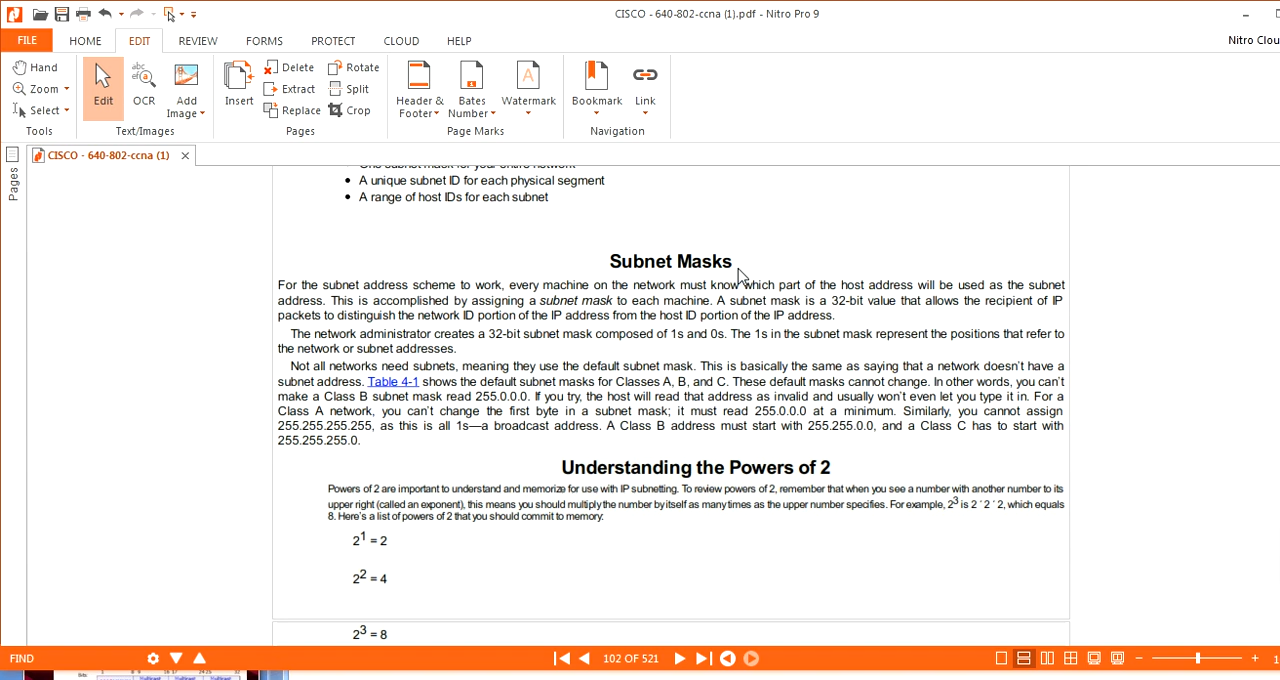 CISCO - 640-802-ccna (1).pdf - Nitro Pro 9
FILE HOME EDIT REVIEW FORMS PROTECT CLOUD HELP
Nitro Clou
Hand
Zoom
Select
Tools
Edit
OCR
Add
Image
Text/Images
Insert
Delete
Extract
Replace
Rotate
Split
Crop
Pages
Header &
Footer
Bates
Number
Watermark
Page Marks
Bookmark
Link
Navigation
CISCO - 640-802-ccna (1)
Pages
One subnet mask for your entire network
• A unique subnet ID for each physical segment
• A range of host IDs for each subnet
Subnet Masks
For the subnet address scheme to work, every machine on the network must know which part of the host address will be used as the subnet
address. This is accomplished by assigning a subnet mask to each machine. A subnet mask is a 32-bit value that allows the recipient of IP
packets to distinguish the network ID portion of the IP address from the host ID portion of the IP address.
The network administrator creates a 32-bit subnet mask composed of 1s and 0s. The 1s in the subnet mask represent the positions that refer to
the network or subnet addresses.
Not all networks need subnets, meaning they use the default subnet mask. This is basically the same as saying that a network doesn't have a
subnet address. Table 4-1 shows the default subnet masks for Classes A, B, and C. These default masks cannot change. In other words, you can't
make a Class B subnet mask read 255.0.0.0. If you try, the host will read that address as invalid and usually won't even let you type it in. For a
Class A network, you can't change the first byte in a subnet mask; it must read 255.0.0.0 at a minimum. Similarly, you cannot assign
255.255.255.255, as this is all 1s—a broadcast address. A Class B address must start with 255.255.0.0, and a Class C has to start with
255.255.255.0.
Understanding the Powers of 2
Powers of 2 are important to understand and memorize for use with IP subnetting. To review powers of 2, remember that when you see a number with another number to its
upper right (called an exponent), this means you should multiply the number by itself as many times as the upper number specifies. For example, 2³ is 2 ´ 2 ´ 2, which equals
8. Here's a list of powers of 2 that you should commit to memory:
2¹ = 2
2² = 4
2³ = 8
FIND
102 OF 521